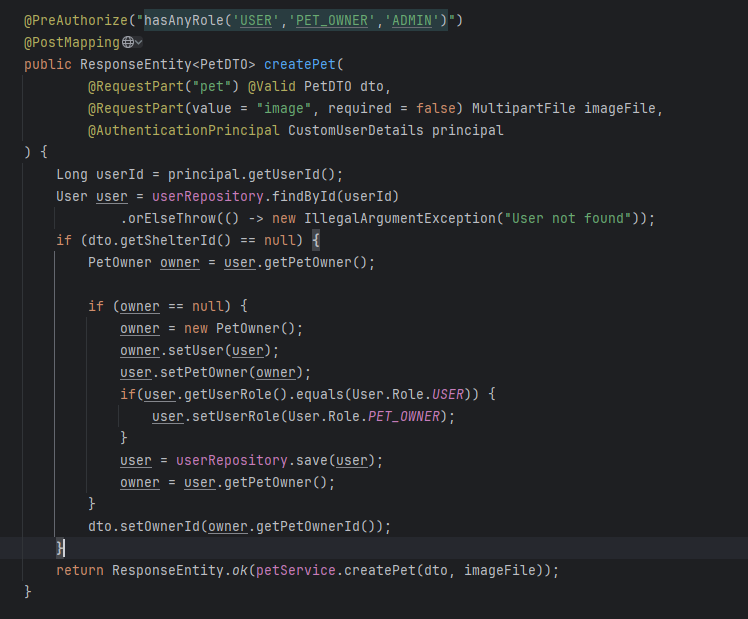 @PreAuthorize("hasAnyRole('USER','PET_OWNER','ADMIN')")
@PostMapping
public ResponseEntity<PetDTO> createPet(
        @RequestPart("pet") @Valid PetDTO dto,
        @RequestPart(value = "image", required = false) MultipartFile imageFile,
        @AuthenticationPrincipal CustomUserDetails principal
) {
    Long userId = principal.getUserId();
    User user = userRepository.findById(userId)
            .orElseThrow(() -> new IllegalArgumentException("User not found"));
    if (dto.getShelterId() == null) {
        PetOwner owner = user.getPetOwner();

        if (owner == null) {
            owner = new PetOwner();
            owner.setUser(user);
            user.setPetOwner(owner);
            if(user.getUserRole().equals(User.Role.USER)) {
                user.setUserRole(User.Role.PET_OWNER);
            }
            user = userRepository.save(user);
            owner = user.getPetOwner();
        }
        dto.setOwnerId(owner.getPetOwnerId());
    }
    return ResponseEntity.ok(petService.createPet(dto, imageFile));
}